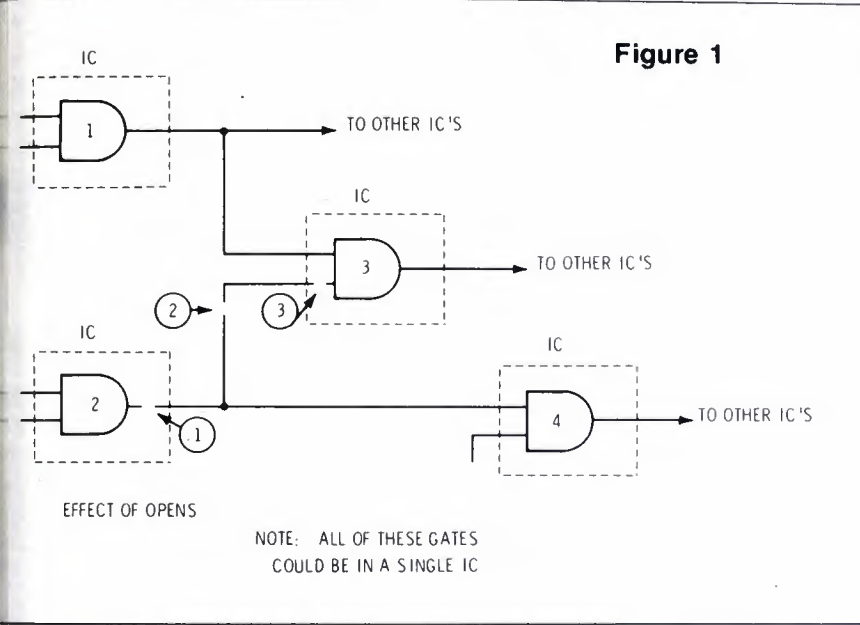 Figure 1
IC
1
TO OTHER IC'S
IC
3
TO OTHER IC'S
2
3
IC
2
1
IC
4
TO OTHER IC'S
EFFECT OF OPENS
NOTE: ALL OF THESE GATES
COULD BE IN A SINGLE IC